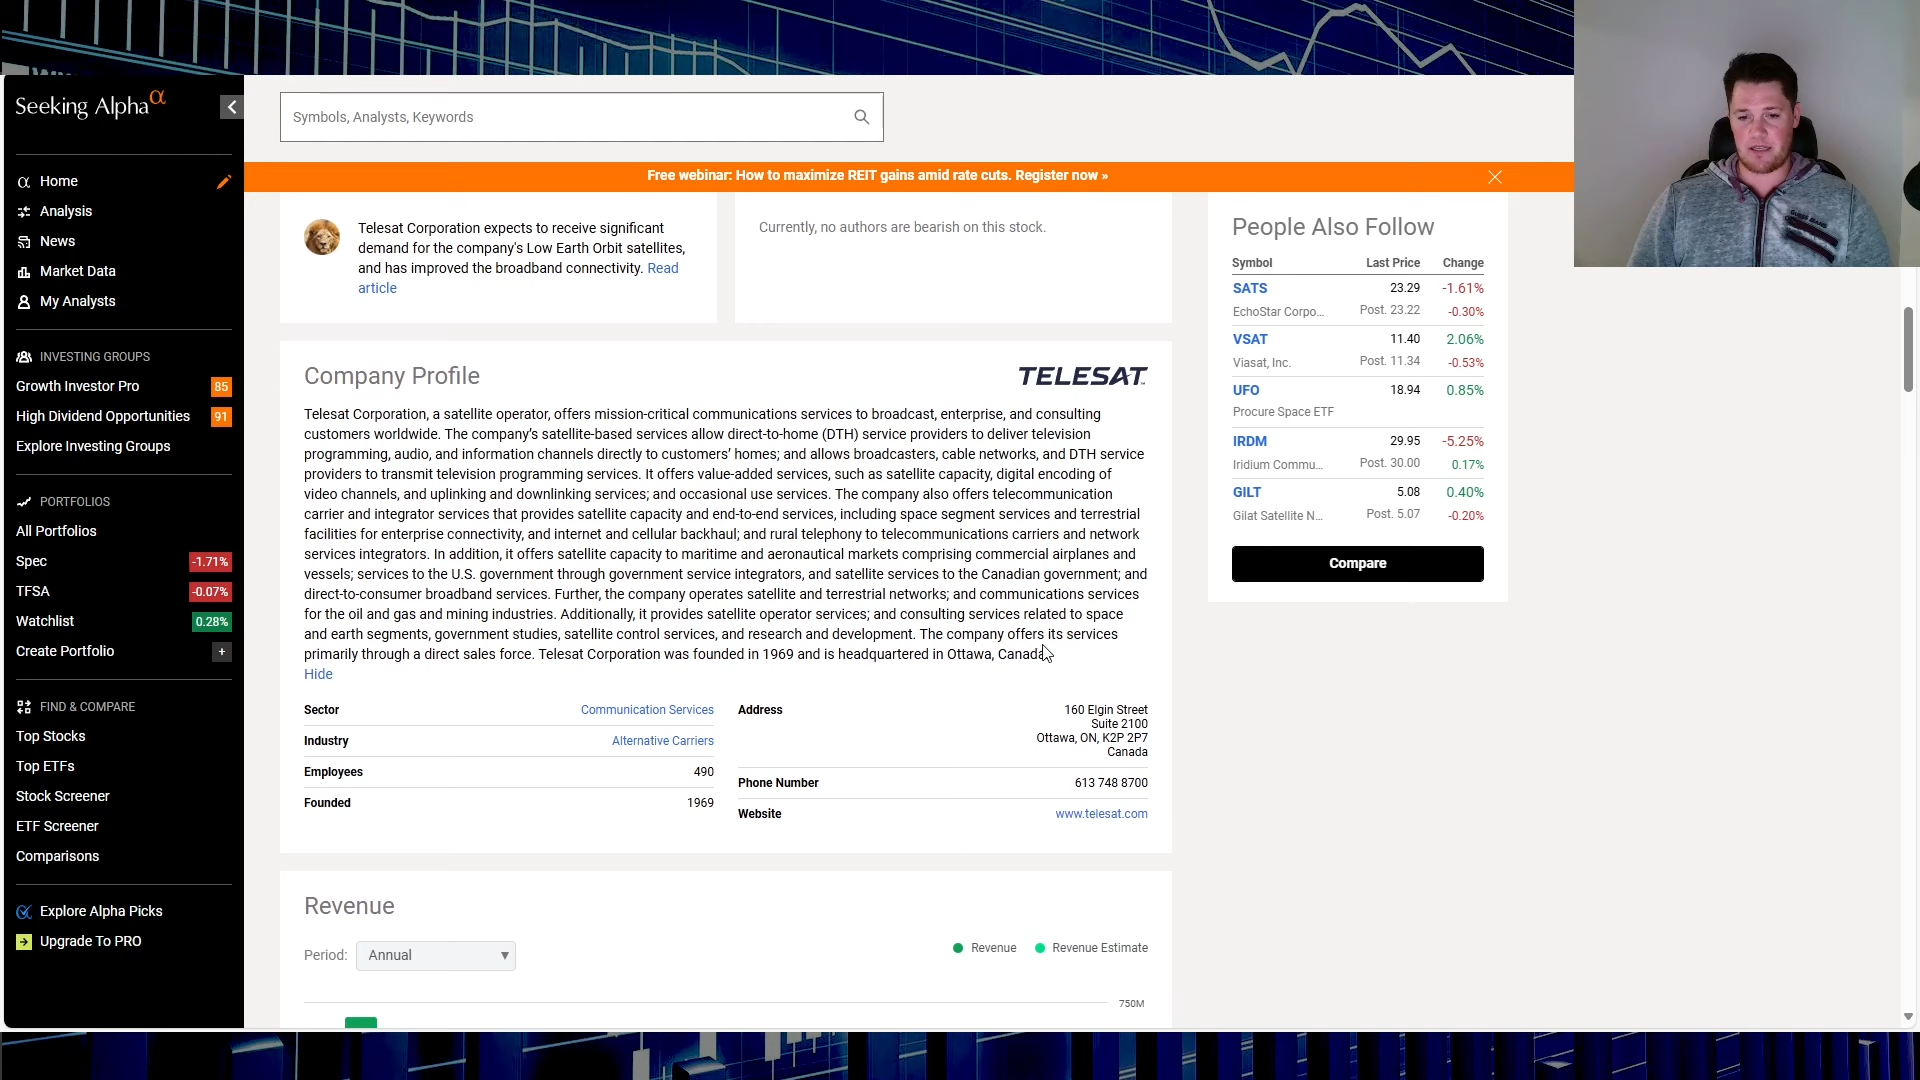 Seeking Alpha α
Home
Analysis
News
Market Data
My Analysts
INVESTING GROUPS
Growth Investor Pro 85
High Dividend Opportunities 91
Explore Investing Groups
PORTFOLIOS
All Portfolios
Spec -1.71%
TFSA -0.07%
Watchlist 0.28%
Create Portfolio +
FIND & COMPARE
Top Stocks
Top ETFs
Stock Screener
ETF Screener
Comparisons
Explore Alpha Picks
Upgrade To PRO
Symbols, Analysts, Keywords
Free webinar: How to maximize REIT gains amid rate cuts. Register now »
Telesat Corporation expects to receive significant
demand for the company's Low Earth Orbit satellites,
and has improved the broadband connectivity. Read
article
Currently, no authors are bearish on this stock.
Company Profile
TELESAT
Telesat Corporation, a satellite operator, offers mission-critical communications services to broadcast, enterprise, and consulting
customers worldwide. The company's satellite-based services allow direct-to-home (DTH) service providers to deliver television
programming, audio, and information channels directly to customers' homes; and allows broadcasters, cable networks, and DTH service
providers to transmit television programming services. It offers value-added services, such as satellite capacity, digital encoding of
video channels, and uplinking and downlinking services; and occasional use services. The company also offers telecommunication
carrier and integrator services that provides satellite capacity and end-to-end services, including space segment services and terrestrial
facilities for enterprise connectivity, and internet and cellular backhaul; and rural telephony to telecommunications carriers and network
services integrators. In addition, it offers satellite capacity to maritime and aeronautical markets comprising commercial airplanes and
vessels; services to the U.S. government through government service integrators, and satellite services to the Canadian government; and
direct-to-consumer broadband services. Further, the company operates satellite and terrestrial networks; and communications services
for the oil and gas and mining industries. Additionally, it provides satellite operator services; and consulting services related to space
and earth segments, government studies, satellite control services, and research and development. The company offers its services
primarily through a direct sales force. Telesat Corporation was founded in 1969 and is headquartered in Ottawa, Canada
Hide
Sector Communication Services
Industry Alternative Carriers
Employees 490
Founded 1969
Address 160 Elgin Street
Suite 2100
Ottawa, ON, K2P 2P7
Canada
Phone Number 613 748 8700
Website www.telesat.com
Revenue
Period: Annual
Revenue Revenue Estimate
750M
People Also Follow
Symbol Last Price Change
SATS 23.29 -1.61%
EchoStar Corpo... Post. 23.22 -0.30%
VSAT 11.40 2.06%
Viasat, Inc. Post. 11.34 -0.53%
UFO 18.94 0.85%
Procure Space ETF
IRDM 29.95 -5.25%
Iridium Commu... Post. 30.00 0.17%
GILT 5.08 0.40%
Gilat Satellite N... Post. 5.07 -0.20%
Compare